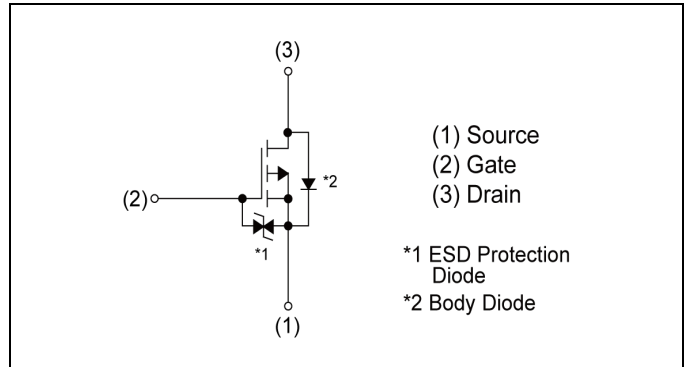 (3)
(1) Source
(2) Gate
*2
(2)
(3) Drain
*1
*1 ESD Protection
Diode
*2 Body Diode
(1)